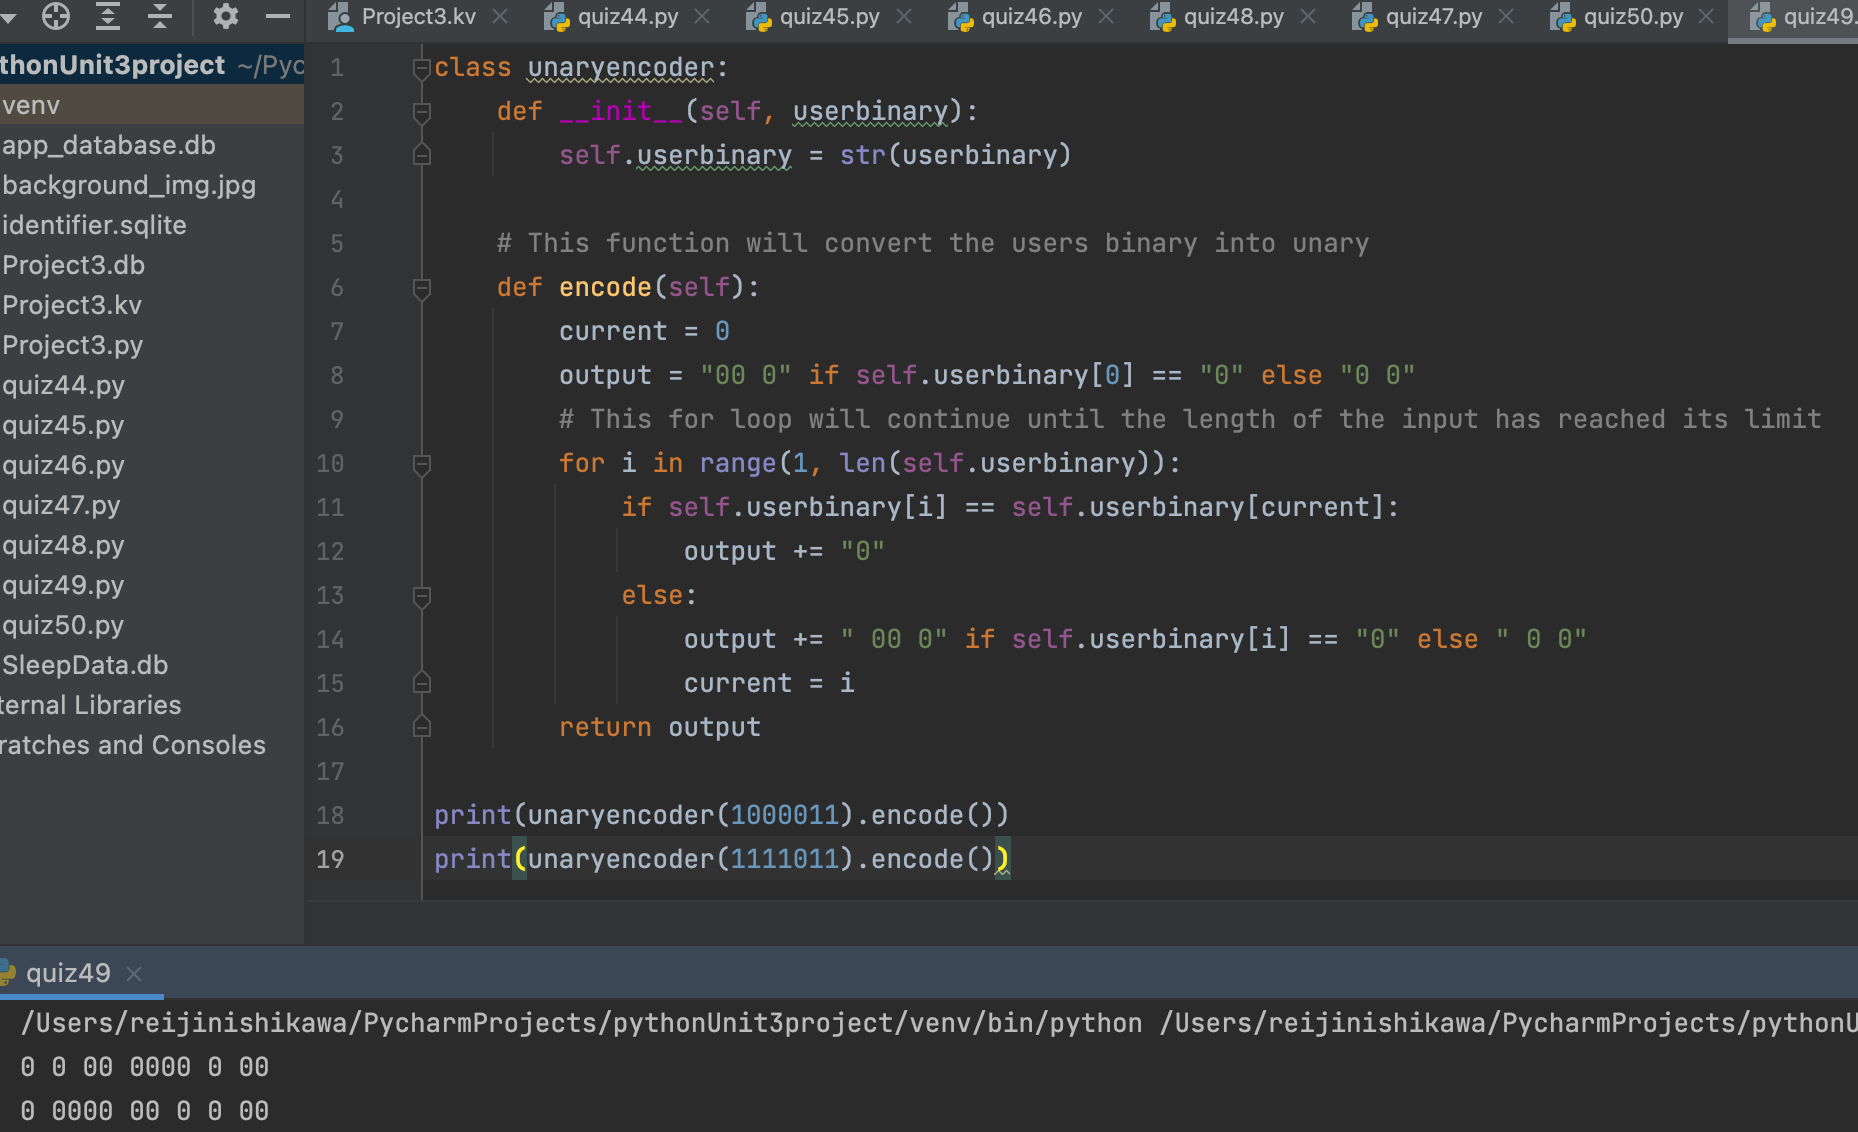 Project3.kv quiz44.py quiz45.py quiz46.py quiz48.py quiz47.py quiz50.py quiz49.
thonUnit3project ~/Pyc
venv
app_database.db
background_img.jpg
identifier.sqlite
Project3.db
Project3.kv
Project3.py
quiz44.py
quiz45.py
quiz46.py
quiz47.py
quiz48.py
quiz49.py
quiz50.py
SleepData.db
ternal Libraries
ratches and Consoles
1 class unaryencoder:
2     def __init__(self, userbinary):
3         self.userbinary = str(userbinary)
4
5     # This function will convert the users binary into unary
6     def encode(self):
7         current = 0
8         output = "00 0" if self.userbinary[0] == "0" else "0 0"
9         # This for loop will continue until the length of the input has reached its limit
10         for i in range(1, len(self.userbinary)):
11             if self.userbinary[i] == self.userbinary[current]:
12                 output += "0"
13             else:
14                 output += " 00 0" if self.userbinary[i] == "0" else " 0 0"
15                 current = i
16         return output
17
18 print(unaryencoder(1000011).encode())
19 print(unaryencoder(1111011).encode())
quiz49
/Users/reijinishikawa/PycharmProjects/pythonUnit3project/venv/bin/python /Users/reijinishikawa/PycharmProjects/pythonU
0 0 00 0000 0 00
0 0000 00 0 0 00